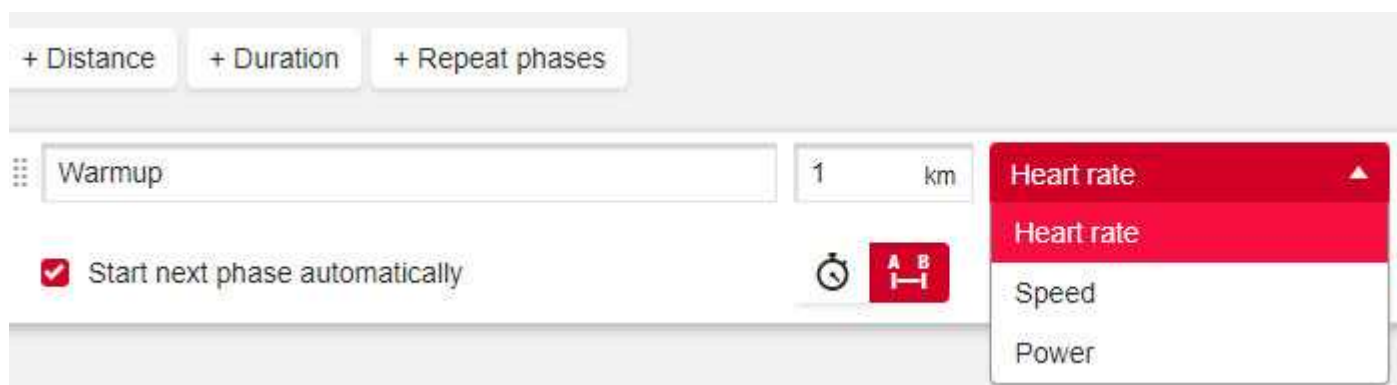 + Distance + Duration + Repeat phases
Warmup 1 km Heart rate
Heart rate
Start next phase automatically A B
Speed
Power